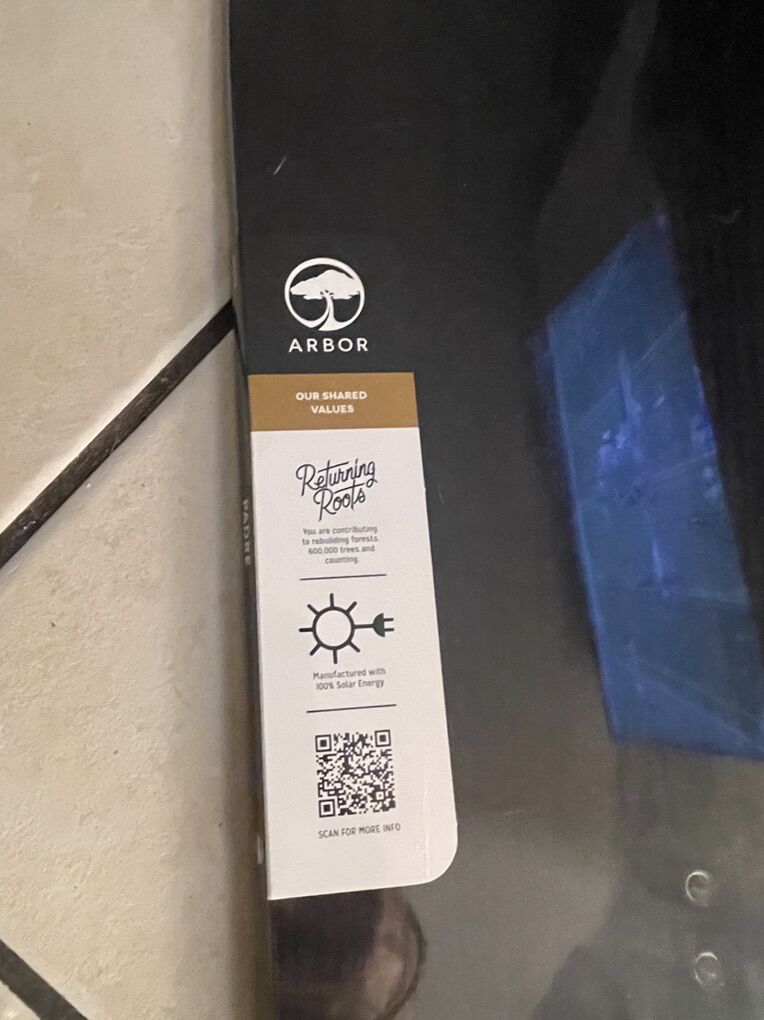 ARBOR
OUR SHARED
VALUES
Returning
Roots
You are contributing
to rebuilding forests.
600,000 trees and
counting.
Manufactured with
100% Solar Energy
SCAN FOR MORE INFO
PADRE